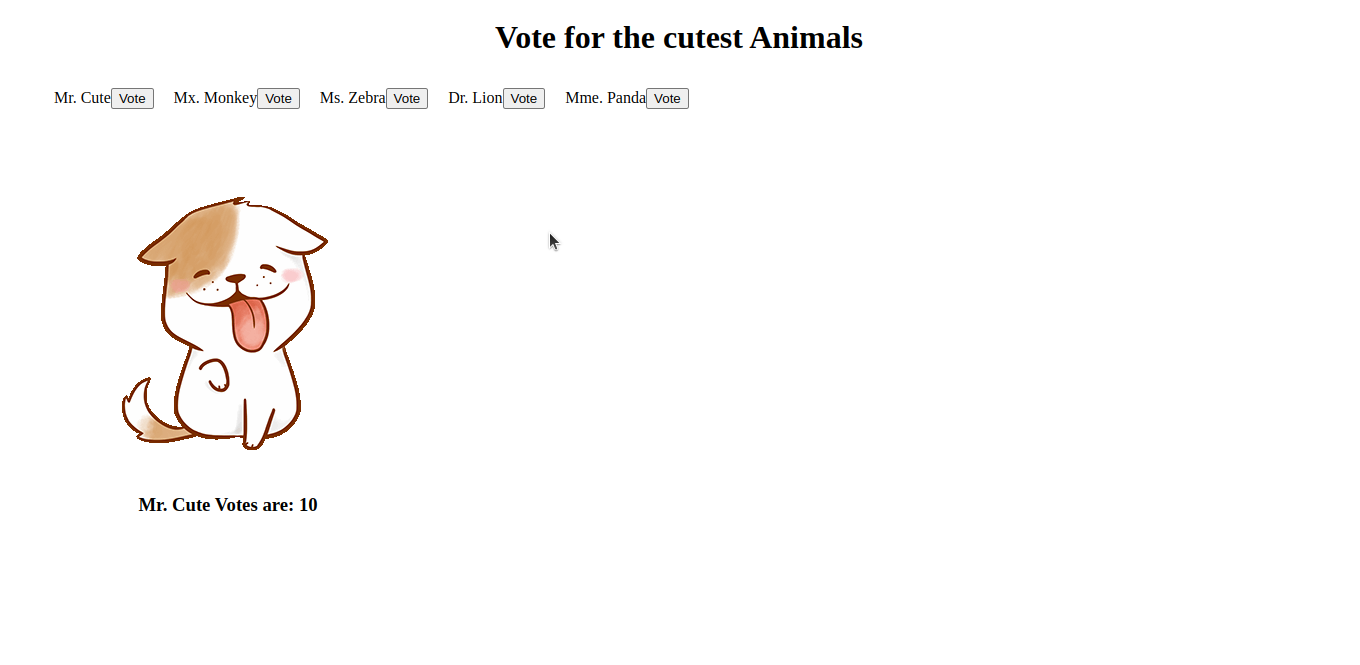 Vote for the cutest Animals
Mr. Cute Vote Mx. Monkey Vote Ms. Zebra Vote Dr. Lion Vote Mme. Panda Vote
Mr. Cute Votes are: 10